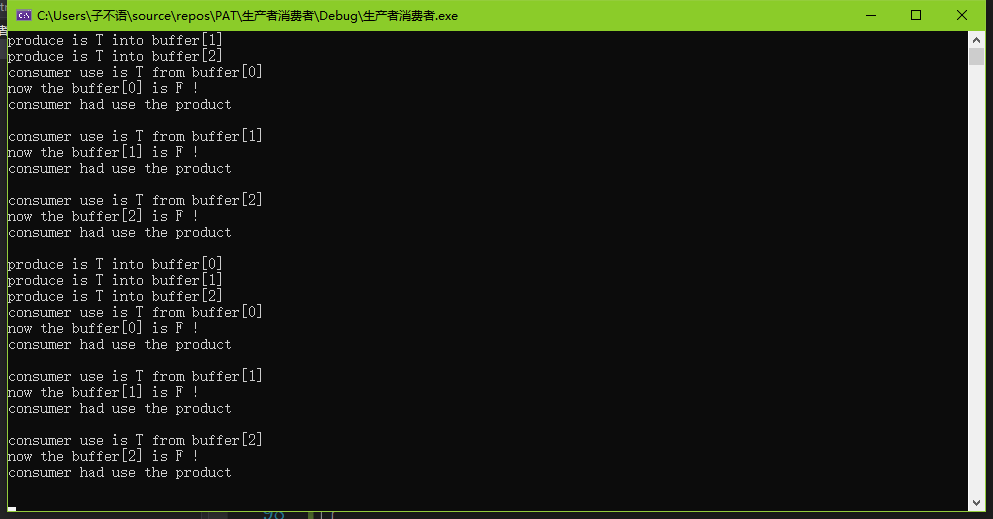 C:\Users\子不语\source\repos\PAT\生产者消费者\Debug\生产者消费者.exe
produce is T into buffer[1]
produce is T into buffer[2]
consumer use is T from buffer[0]
now the buffer[0] is F !
consumer had use the product
consumer use is T from buffer[1]
now the buffer[1] is F !
consumer had use the product
consumer use is T from buffer[2]
now the buffer[2] is F !
consumer had use the product
produce is T into buffer[0]
produce is T into buffer[1]
produce is T into buffer[2]
consumer use is T from buffer[0]
now the buffer[0] is F !
consumer had use the product
consumer use is T from buffer[1]
now the buffer[1] is F !
consumer had use the product
consumer use is T from buffer[2]
now the buffer[2] is F !
consumer had use the product